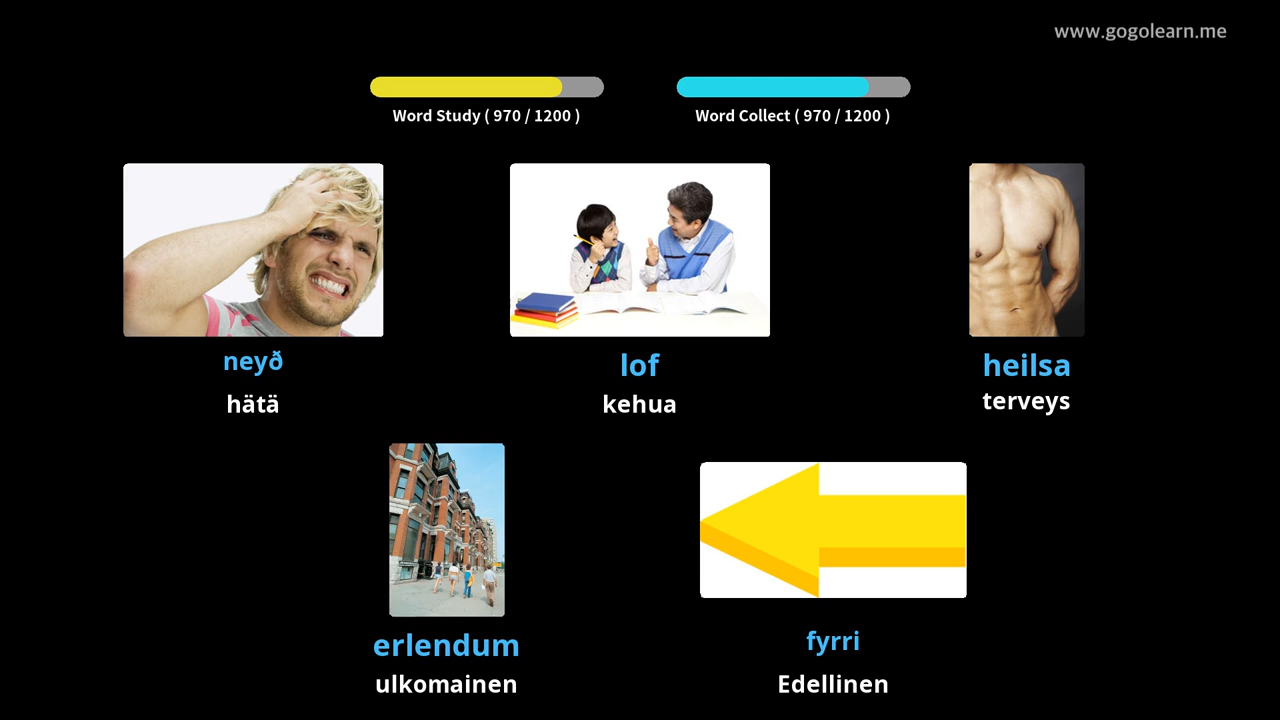 www.gogolearn.me
Word Study ( 970 / 1200 )
Word Collect ( 970 / 1200 )
neyð
hätä
lof
kehua
heilsa
terveys
erlendum
ulkomainen
fyrri
Edellinen